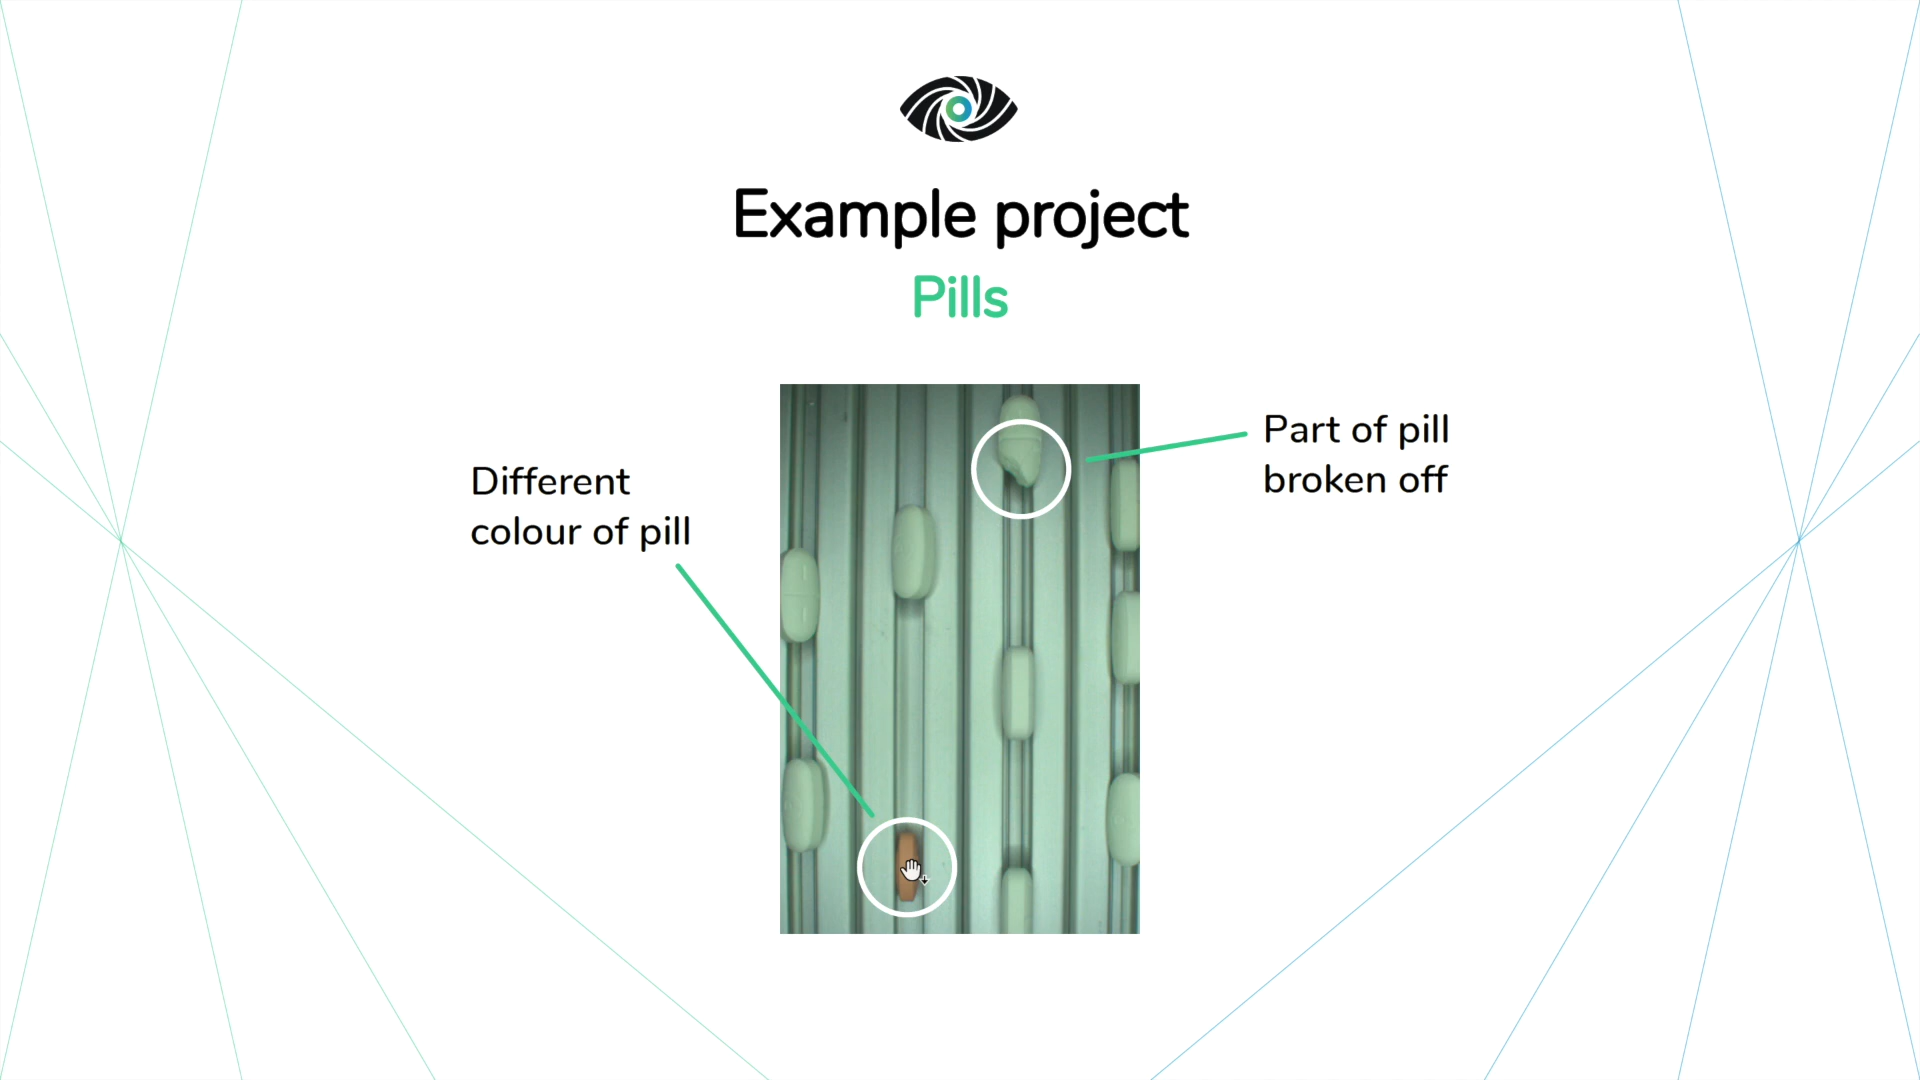 Example project
Pills
Different
colour of pill
Part of pill
broken off